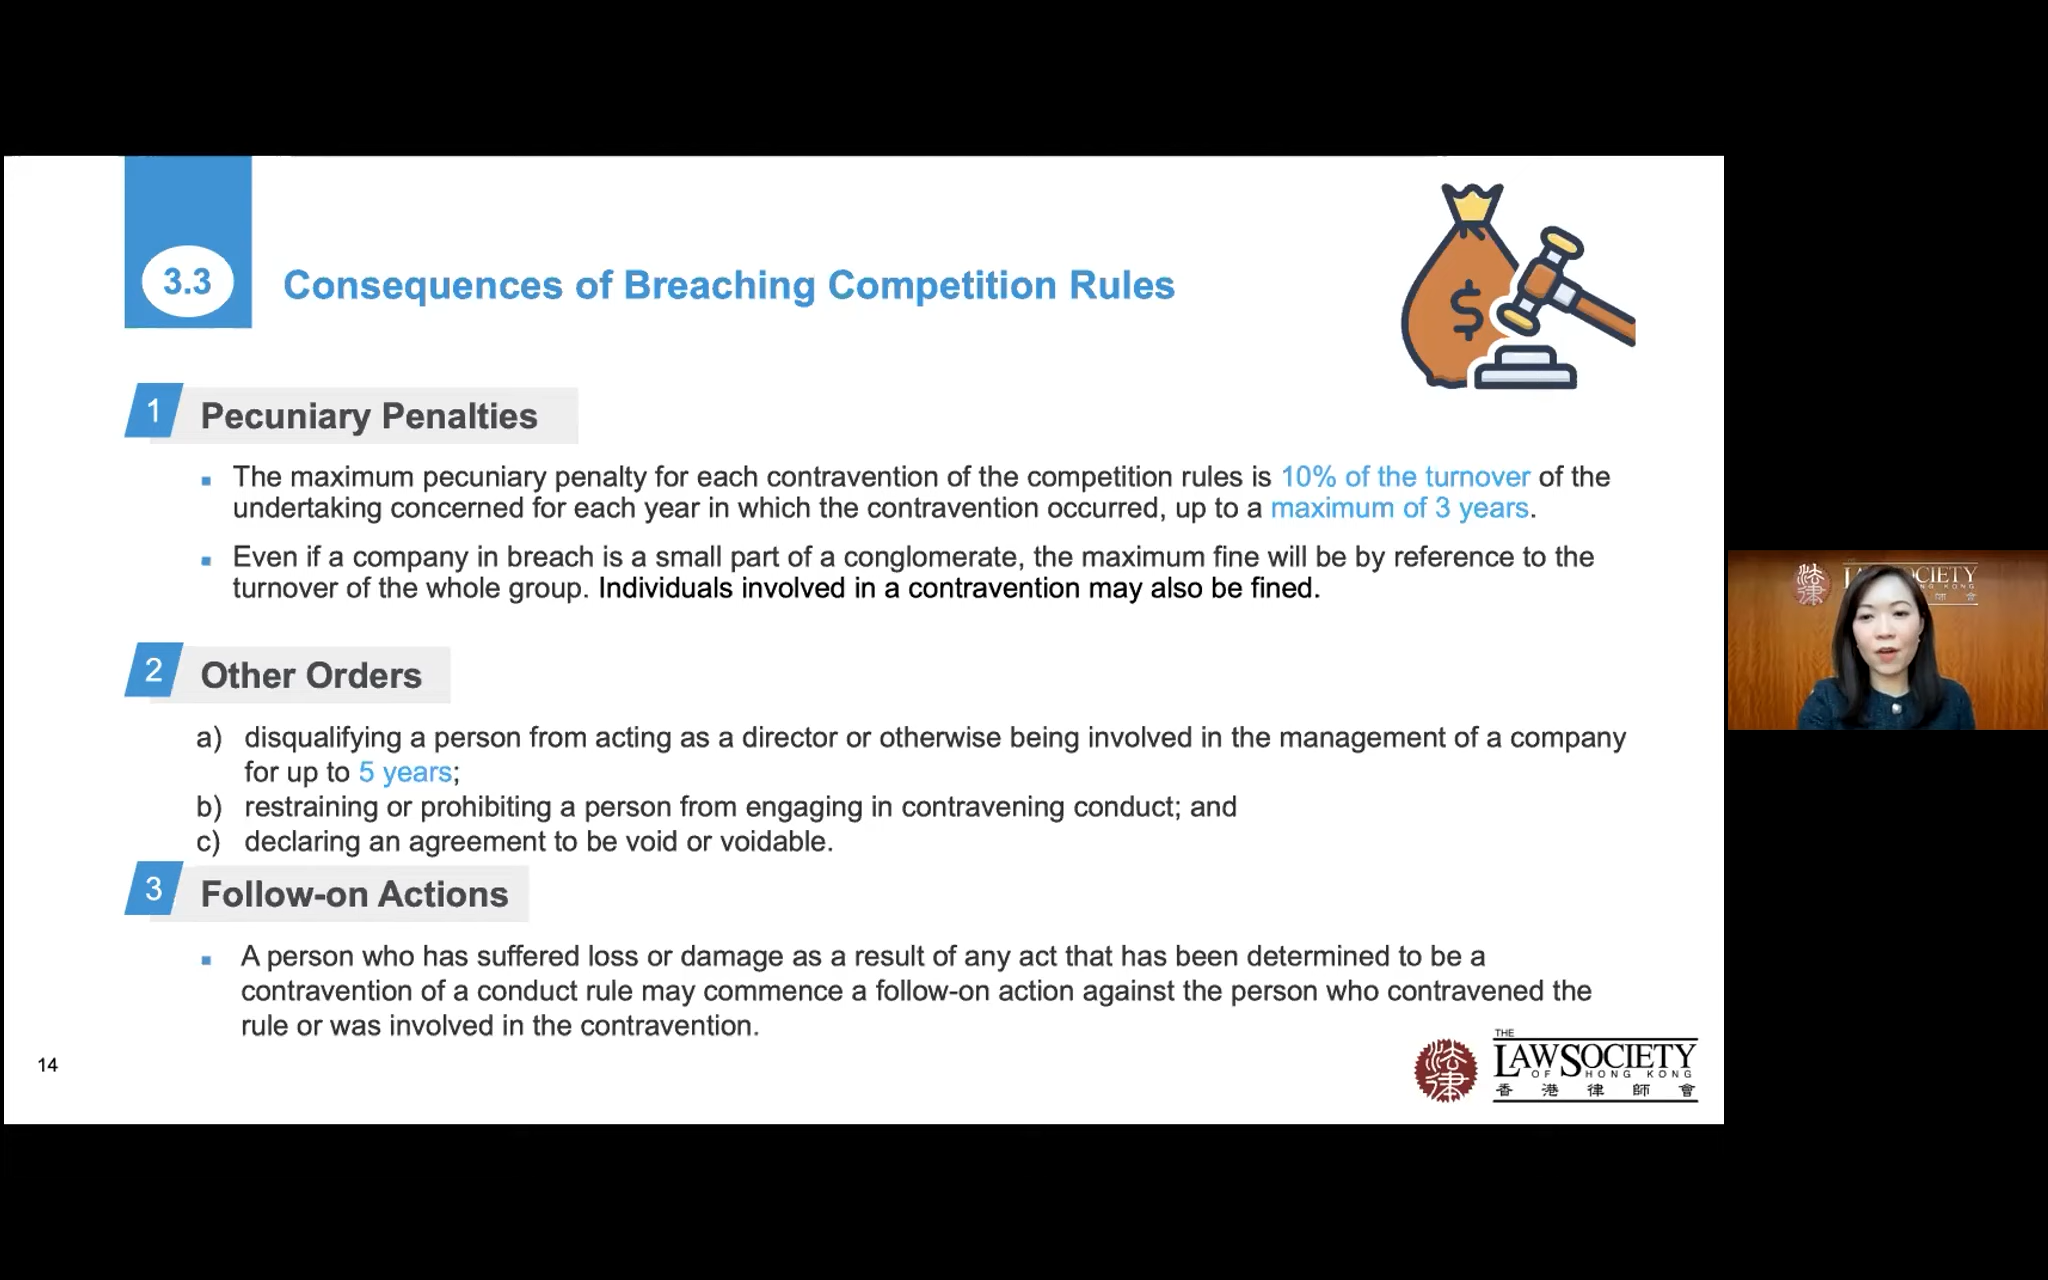 3.3
Consequences of Breaching Competition Rules
$
1
Pecuniary Penalties
The maximum pecuniary penalty for each contravention of the competition rules is 10% of the turnover of the
undertaking concerned for each year in which the contravention occurred, up to a maximum of 3 years.
Even if a company in breach is a small part of a conglomerate, the maximum fine will be by reference to the
turnover of the whole group. Individuals involved in a contravention may also be fined.
2
Other Orders
a) disqualifying a person from acting as a director or otherwise being involved in the management of a company
for up to 5 years;
b) restraining or prohibiting a person from engaging in contravening conduct; and
c) declaring an agreement to be void or voidable.
3
Follow-on Actions
A person who has suffered loss or damage as a result of any act that has been determined to be a
contravention of a conduct rule may commence a follow-on action against the person who contravened the
rule or was involved in the contravention.
14
法律
THE
LAW SOCIETY
OF HONG KONG
香港律師會